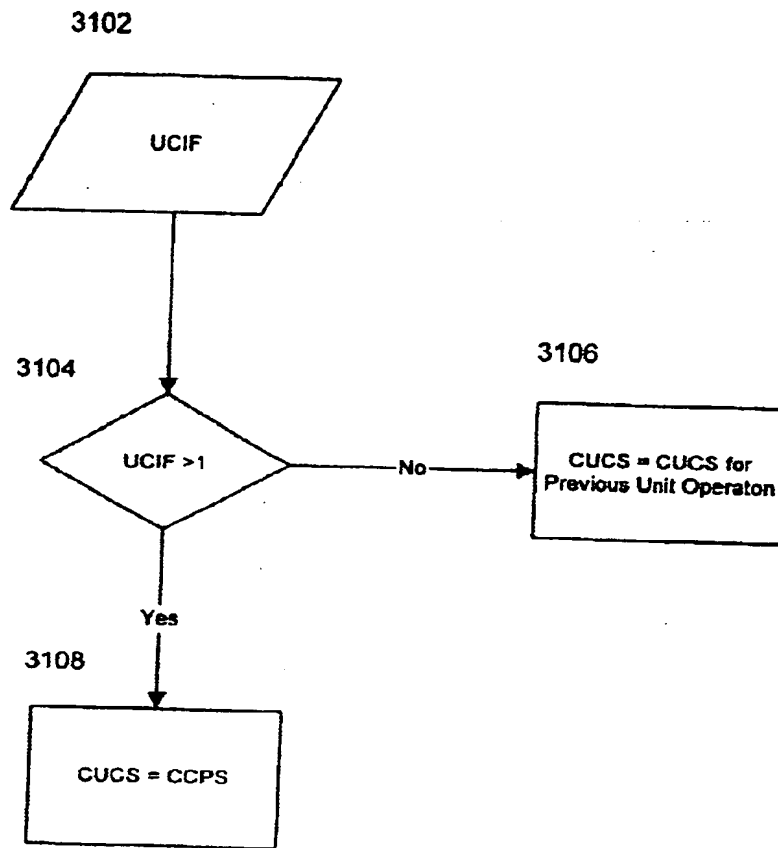 3102
UCIF
3104
UCIF >1
No
3106
CUCS = CUCS for
Previous Unit Operaton
Yes
3108
CUCS = CCPS